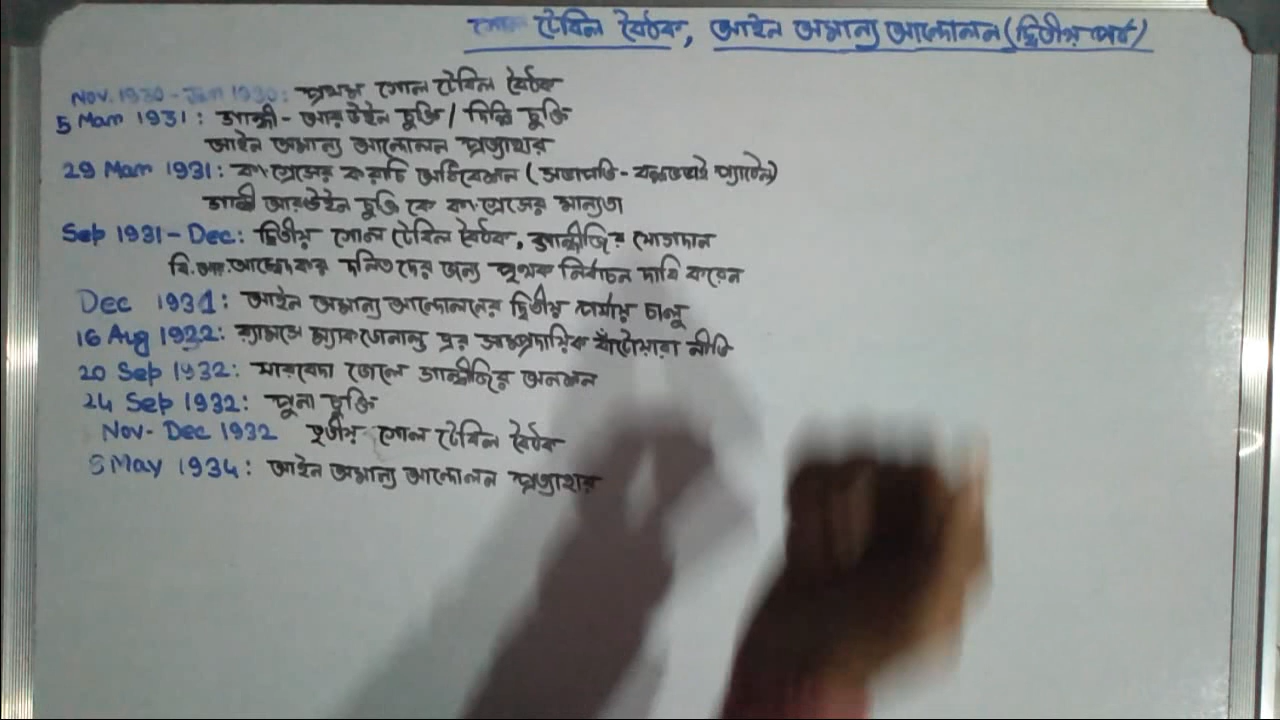 গোল টেবিল বৈঠক, আইন অমান্য আন্দোলন (দ্বিতীয় পর্ব)
Nov. 1930 - Jan 1930: প্রথম গোল টেবিল বৈঠক
5 Mar 1931: গান্ধী - আরউইন চুক্তি / দিল্লি চুক্তি
আইন অমান্য আন্দোলন প্রত্যাহার
29 Mar 1931: কংগ্রেসের করাচি অধিবেশন (সভাপতি - বল্লভভাই প্যাটেল)
গান্ধী আরউইন চুক্তি কে কংগ্রেসের মান্যতা
Sep 1931 - Dec: দ্বিতীয় গোল টেবিল বৈঠক, গান্ধীজির যোগদান
বি.আর.আম্বেদকর দলিতদের জন্য পৃথক নির্বাচন দাবি করেন
Dec 1931: আইন অমান্য আন্দোলনের দ্বিতীয় পর্যায় চালু
16 Aug 1932: র‍্যামসে ম্যাকডোনাল্ড এর সাম্প্রদায়িক বাঁটোয়ারা নীতি
20 Sep 1932: যারবেদা জেলে গান্ধীজির অনশন
24 Sep 1932: পুনা চুক্তি
Nov- Dec 1932 তৃতীয় গোল টেবিল বৈঠক
8 May 1934: আইন অমান্য আন্দোলন প্রত্যাহার